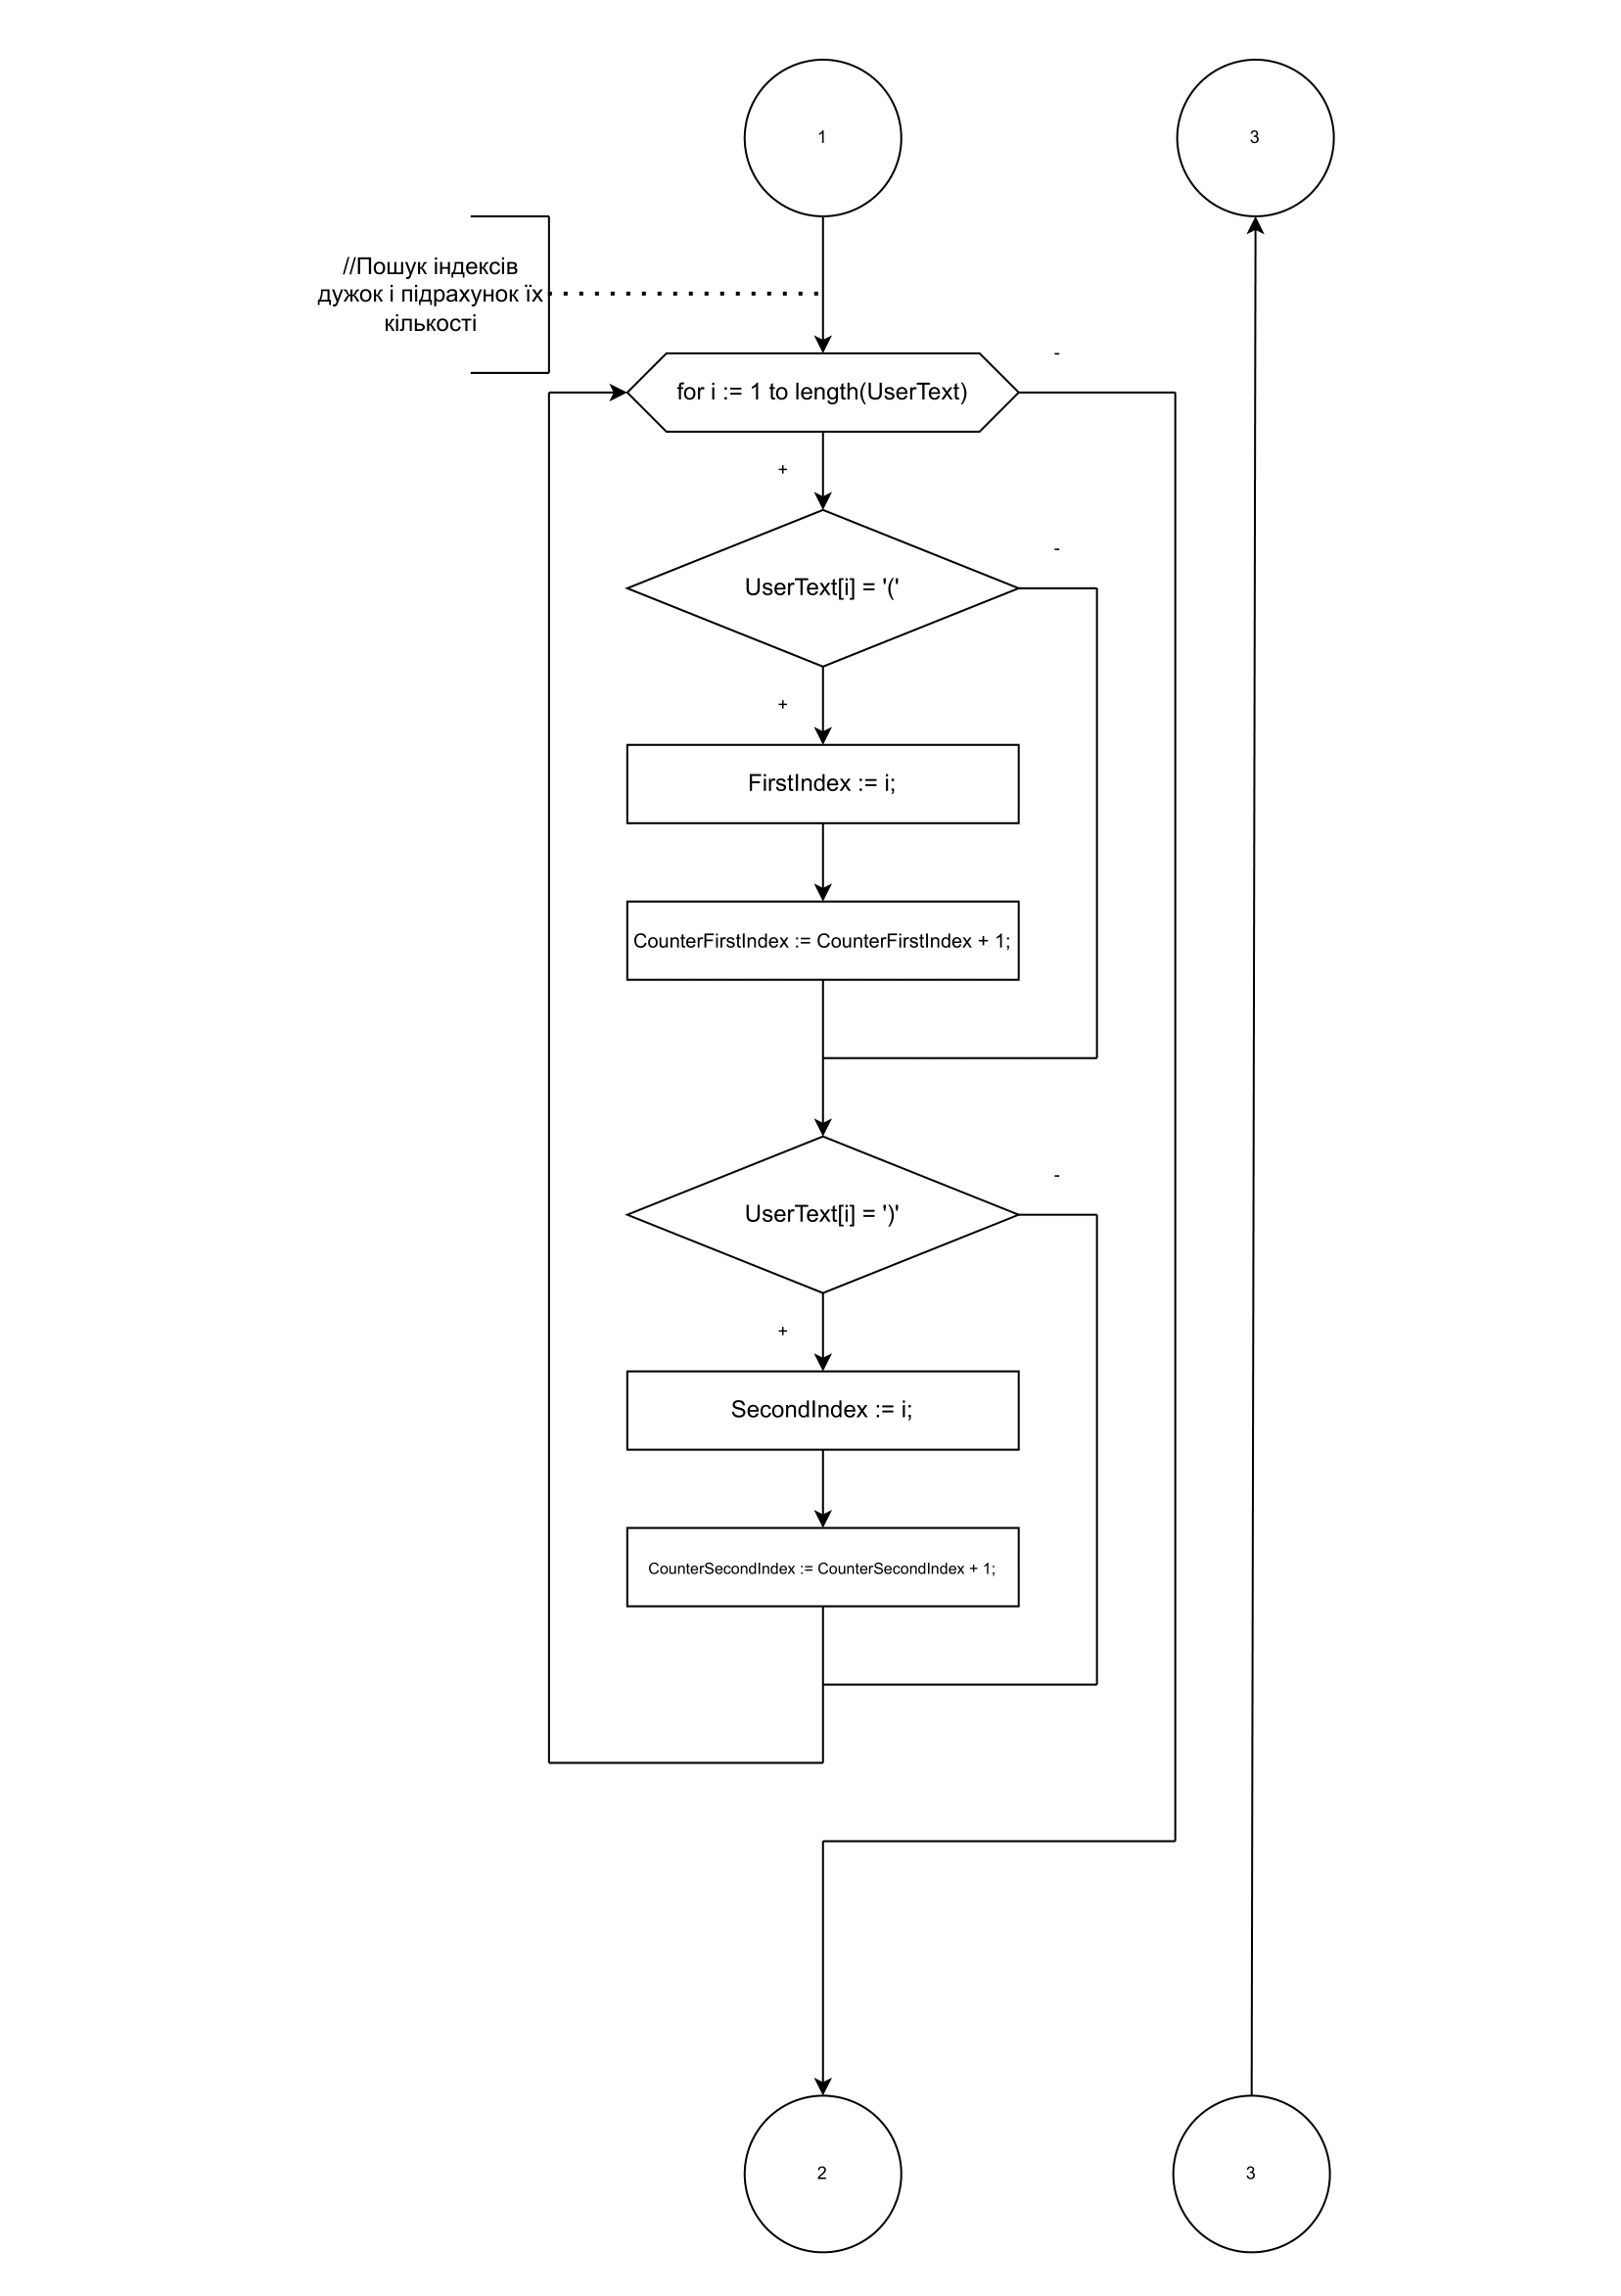 1
3
//Пошук індексів
дужок і підрахунок їх
кількості
-
for i := 1 to length(UserText)
+
-
UserText[i] = '('
+
FirstIndex := i;
CounterFirstIndex := CounterFirstIndex + 1;
-
UserText[i] = ')'
+
SecondIndex := i;
CounterSecondIndex := CounterSecondIndex + 1;
2
3